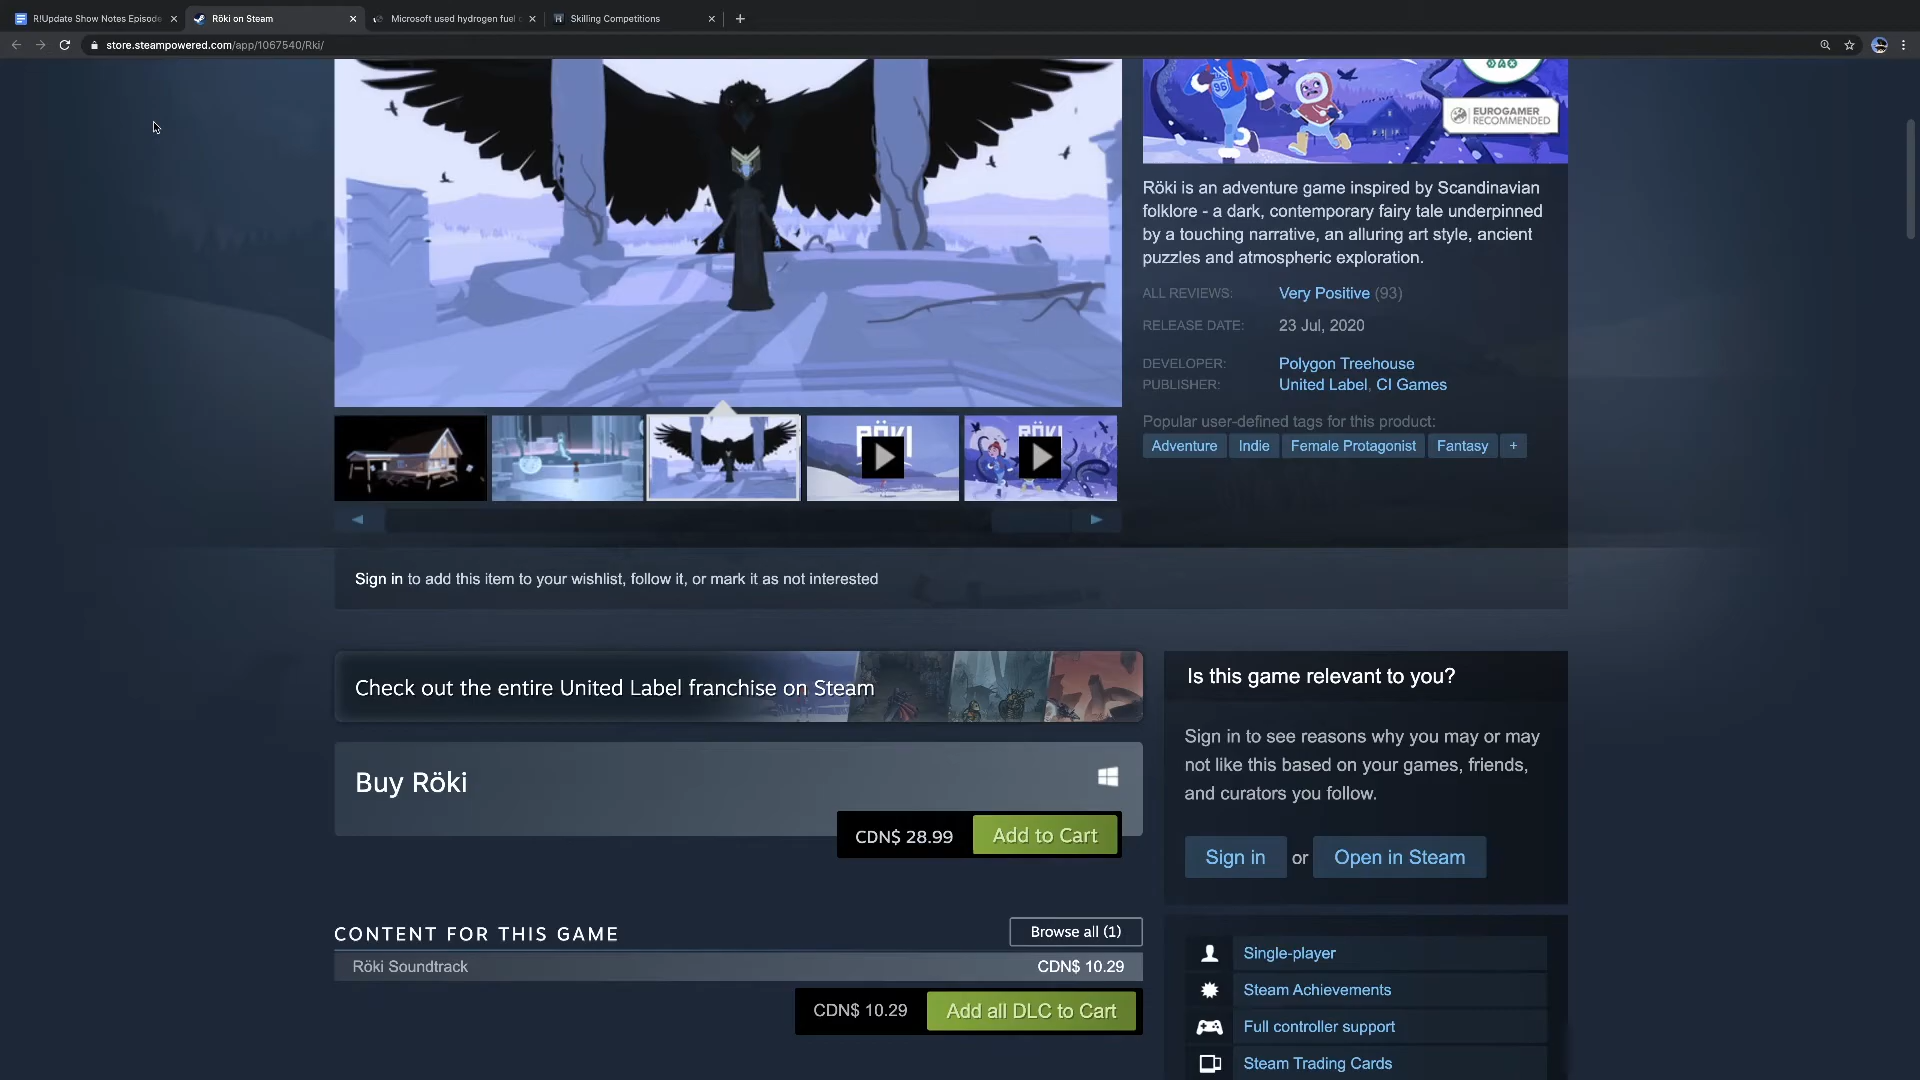 R!Update Show Notes Episode
Röki on Steam
Microsoft used hydrogen fuel c
Skilling Competitions
store.steampowered.com/app/1067540/Rki/
96
EUROGAMER
RECOMMENDED
Röki is an adventure game inspired by Scandinavian
folklore - a dark, contemporary fairy tale underpinned
by a touching narrative, an alluring art style, ancient
puzzles and atmospheric exploration.
ALL REVIEWS: Very Positive (93)
RELEASE DATE: 23 Jul, 2020
DEVELOPER: Polygon Treehouse
PUBLISHER: United Label, CI Games
Popular user-defined tags for this product:
Adventure Indie Female Protagonist Fantasy +
RÖKI
RÖKI
Sign in to add this item to your wishlist, follow it, or mark it as not interested
Check out the entire United Label franchise on Steam
Buy Röki
CDN$ 28.99 Add to Cart
CONTENT FOR THIS GAME
Browse all (1)
Röki Soundtrack CDN$ 10.29
CDN$ 10.29 Add all DLC to Cart
Is this game relevant to you?
Sign in to see reasons why you may or may
not like this based on your games, friends,
and curators you follow.
Sign in or Open in Steam
Single-player
Steam Achievements
Full controller support
Steam Trading Cards